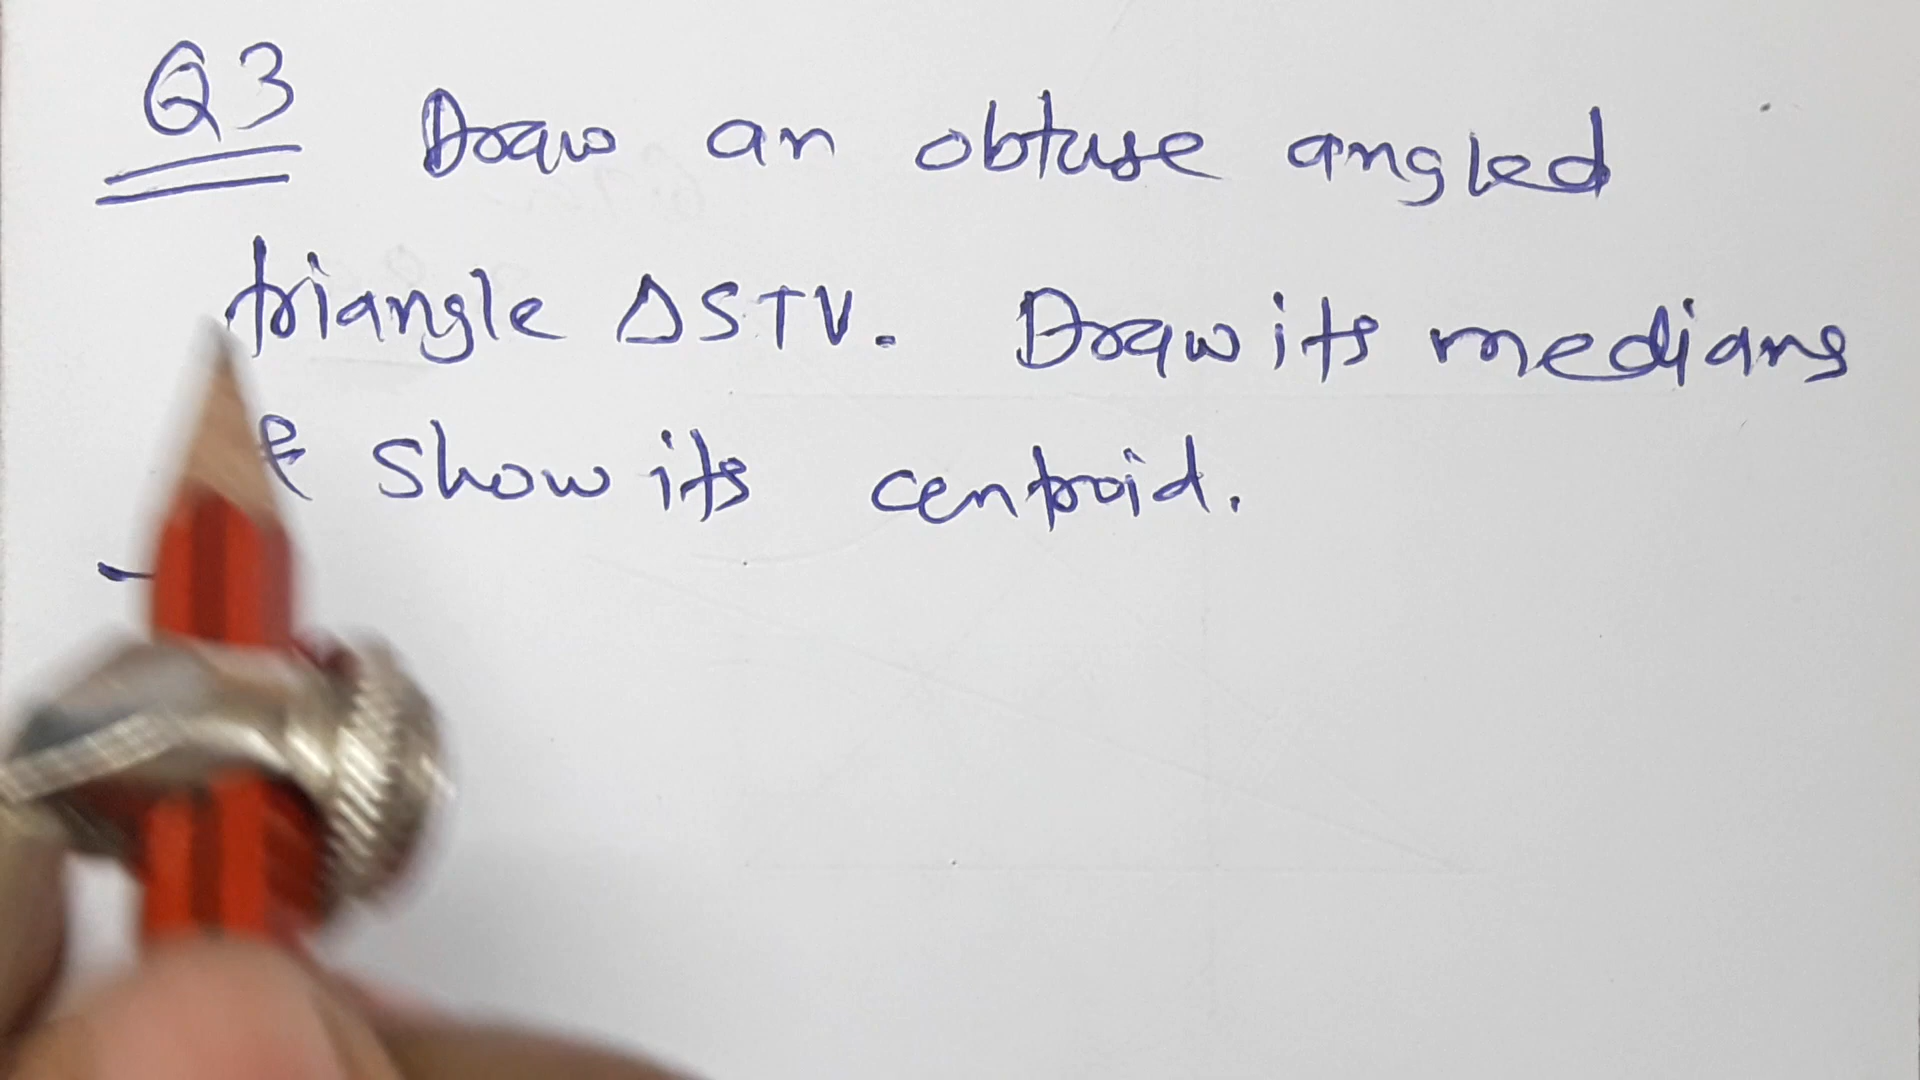 Q3 Draw an obtuse angled
triangle ΔSTV. Draw its medians
& show its centroid.